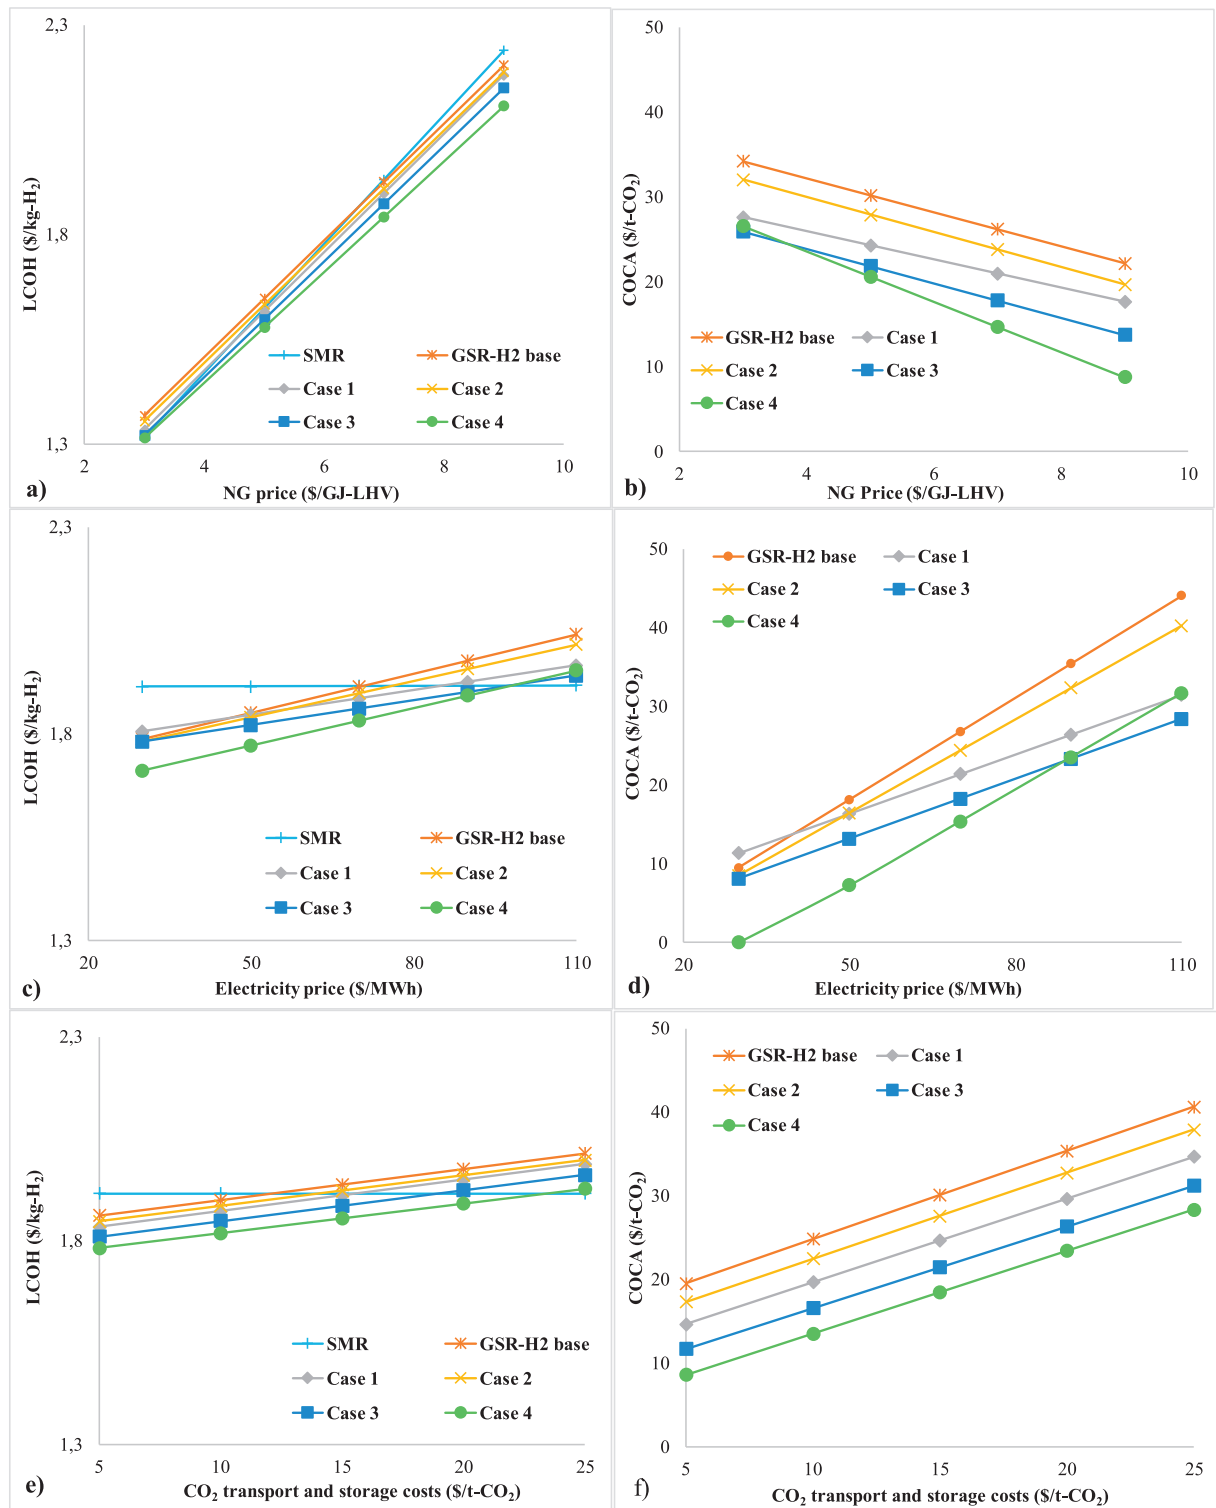 2,3
1,8
1,3
LCOH ($/kg-H2)
SMR
GSR-H2 base
Case 1
Case 2
Case 3
Case 4
2
4
6
8
10
NG price ($/GJ-LHV)
a)
50
40
30
20
10
0
COCA ($/t-CO2)
GSR-H2 base
Case 1
Case 2
Case 3
Case 4
2
4
6
8
10
NG Price ($/GJ-LHV)
b)
2,3
1,8
1,3
LCOH ($/kg-H2)
SMR
GSR-H2 base
Case 1
Case 2
Case 3
Case 4
20
50
80
110
Electricity price ($/MWh)
c)
50
40
30
20
10
0
COCA ($/t-CO2)
GSR-H2 base
Case 1
Case 2
Case 3
Case 4
20
50
80
110
Electricity price ($/MWh)
d)
2,3
1,8
1,3
LCOH ($/kg-H2)
SMR
GSR-H2 base
Case 1
Case 2
Case 3
Case 4
5
10
15
20
25
CO2 transport and storage costs ($/t-CO2)
e)
50
40
30
20
10
0
COCA ($/t-CO2)
GSR-H2 base
Case 1
Case 2
Case 3
Case 4
5
10
15
20
25
CO2 transport and storage costs ($/t-CO2)
f)